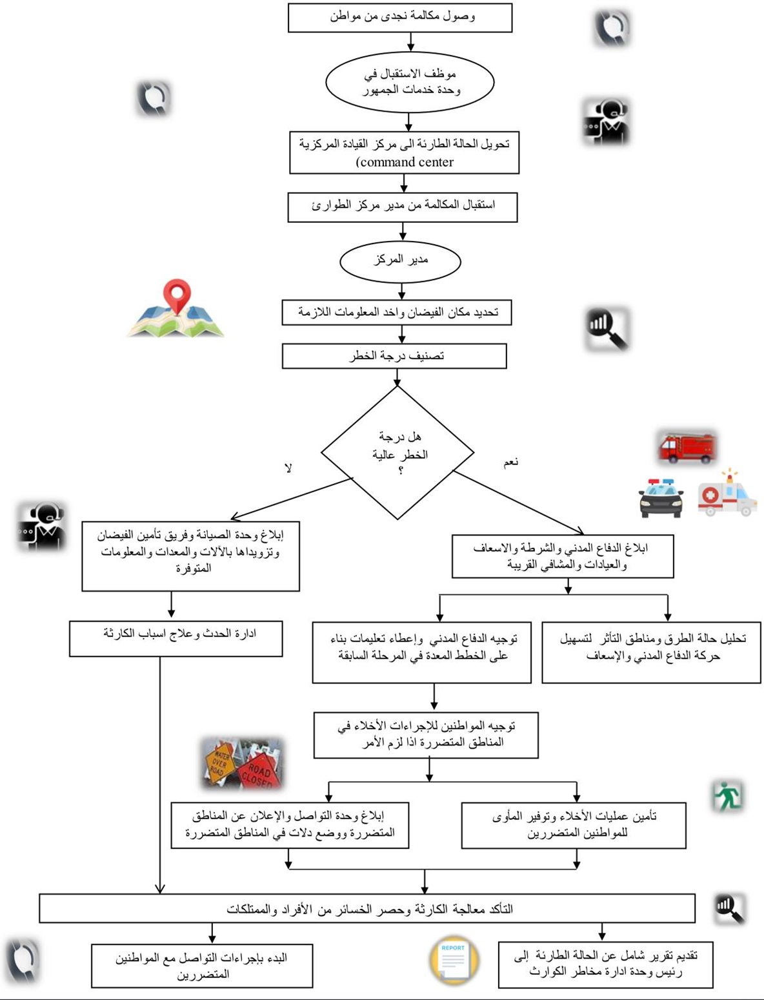 وصول مكالمة نجدى من مواطن
موظف الاستقبال في
وحدة خدمات الجمهور
تحويل الحالة الطارئة الى مركز القيادة المركزية
(command center
استقبال المكالمة من مدير مركز الطوارئ
مدير المركز
تحديد مكان الفيضان واخد المعلومات اللازمة
تصنيف درجة الخطر
هل درجة
الخطر عالية
؟
نعم
لا
ابلاغ الدفاع المدني والشرطة والاسعاف
والعيادات والمشافي القريبة
إبلاغ وحدة الصيانة وفريق تأمين الفيضان
وتزويداها بالآلات والمعدات والمعلومات
المتوفرة
ادارة الحدث وعلاج اسباب الكارثة
تحليل حالة الطرق ومناطق التأثر لتسهيل
حركة الدفاع المدني والإسعاف
توجيه الدفاع المدني وإعطاء تعليمات بناء
على الخطط المعدة في المرحلة السابقة
توجيه المواطنين للإجراءات الأخلاء في
المناطق المتضررة اذا لزم الأمر
WATER
OVER
ROAD
ROAD
CLOSED
تأمين عمليات الأخلاء وتوفير المأوى
للمواطنين المتضررين
إبلاغ وحدة التواصل والإعلان عن المناطق
المتضررة ووضع دلات في المناطق المتضررة
التأكد معالجة الكارثة وحصر الخسائر من الأفراد والممتلكات
تقديم تقرير شامل عن الحالة الطارئة إلى
رئيس وحدة ادارة مخاطر الكوارث
REPORT
البدء بإجراءات التواصل مع المواطنين
المتضررين